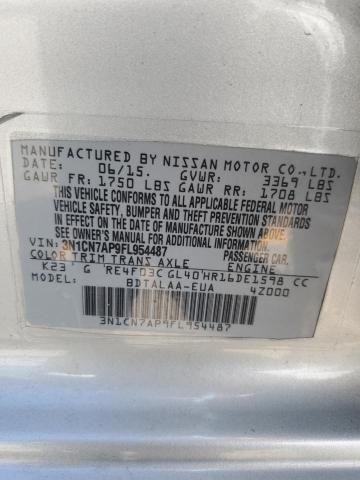 MANUFACTURED BY NISSAN MOTOR CO., LTD.
DATE: 06/15. GVWR: 3369 LBS
GAWR FR: 1750 LBS GAWR RR: 1708 LBS
THIS VEHICLE CONFORMS TO ALL APPLICABLE FEDERAL MOTOR
VEHICLE SAFETY, BUMPER AND THEFT PREVENTION STANDARDS
IN EFFECT ON THE DATE OF MANUFACTURE SHOWN ABOVE.
SEE OWNER'S MANUAL FOR ADDITIONAL INFORMATION.
VIN: 3N1CN7AP9FL954487 PASSENGER CAR.
COLOR TRIM TRANS AXLE ENGINE
K23 G RE4F03C GL40 HR16DE1598 CC
MODEL: BDTALAA-EUA 4Z000
3N1CN7AP9FL954487